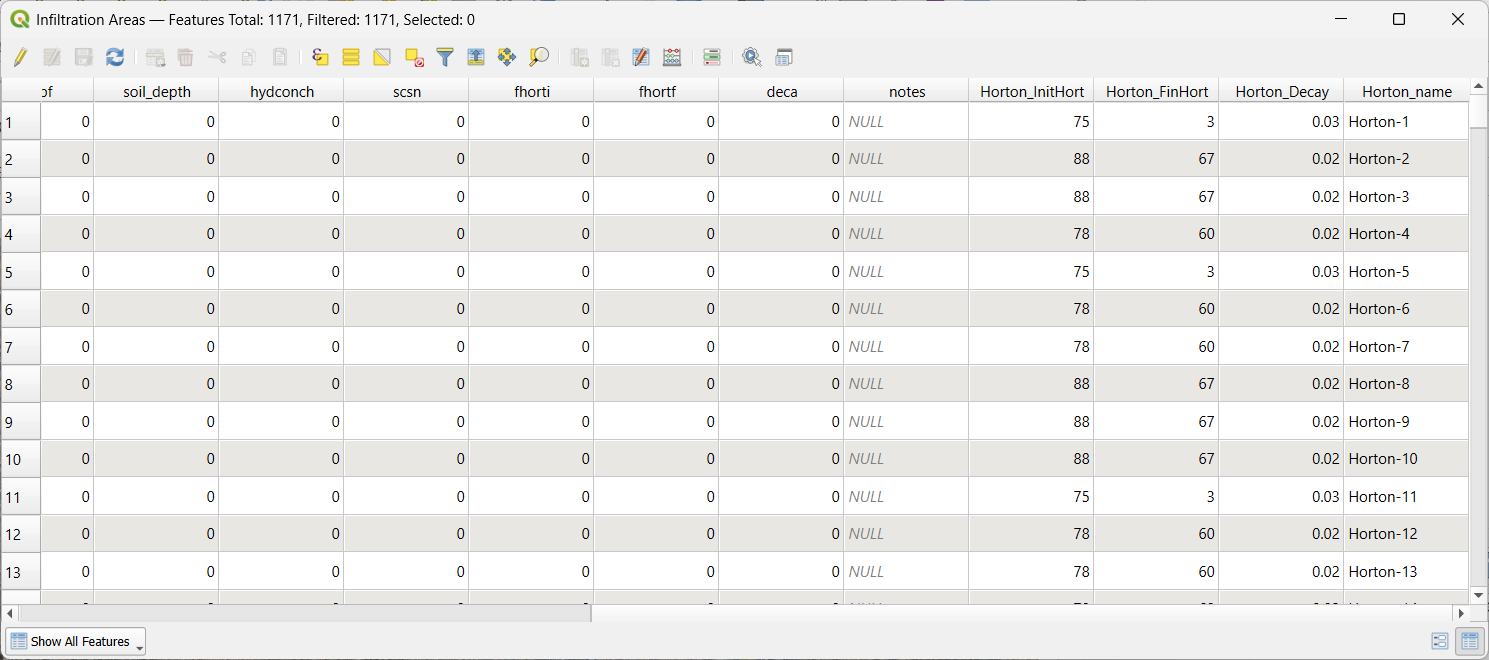 Infiltration Areas — Features Total: 1171, Filtered: 1171, Selected: 0
of soil_depth hydconch scsn fhorti fhortf deca notes Horton_InitHort Horton_FinHort Horton_Decay Horton_name
1 0 0 0 0 0 0 0 NULL 75 3 0.03 Horton-1
2 0 0 0 0 0 0 0 NULL 88 67 0.02 Horton-2
3 0 0 0 0 0 0 0 NULL 88 67 0.02 Horton-3
4 0 0 0 0 0 0 0 NULL 78 60 0.02 Horton-4
5 0 0 0 0 0 0 0 NULL 75 3 0.03 Horton-5
6 0 0 0 0 0 0 0 NULL 78 60 0.02 Horton-6
7 0 0 0 0 0 0 0 NULL 78 60 0.02 Horton-7
8 0 0 0 0 0 0 0 NULL 88 67 0.02 Horton-8
9 0 0 0 0 0 0 0 NULL 88 67 0.02 Horton-9
10 0 0 0 0 0 0 0 NULL 88 67 0.02 Horton-10
11 0 0 0 0 0 0 0 NULL 75 3 0.03 Horton-11
12 0 0 0 0 0 0 0 NULL 78 60 0.02 Horton-12
13 0 0 0 0 0 0 0 NULL 78 60 0.02 Horton-13
Show All Features